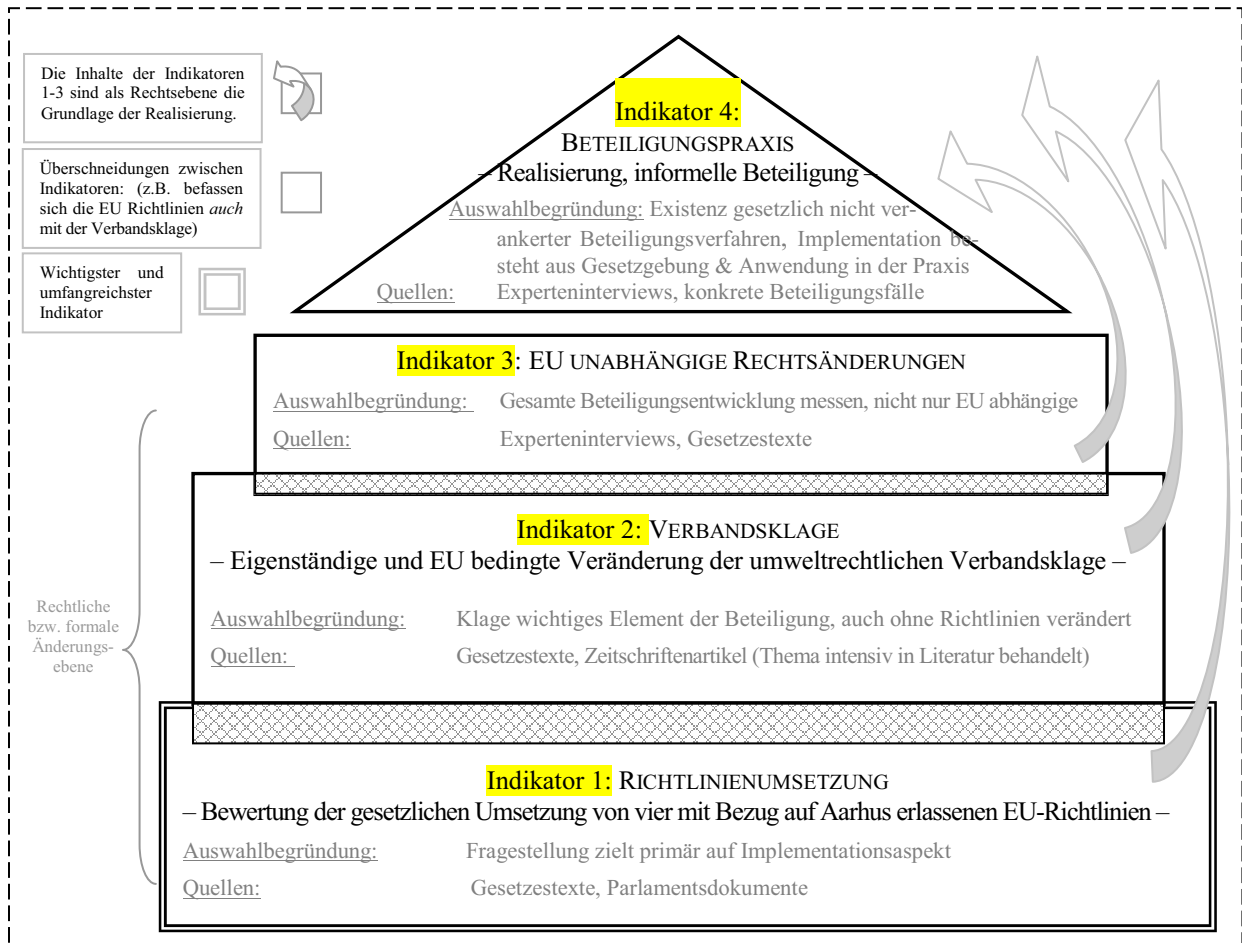 Die Inhalte der Indikatoren
1-3 sind als Rechtsebene die
Grundlage der Realisierung.
Überschneidungen zwischen
Indikatoren: (z.B. befassen
sich die EU Richtlinien auch
mit der Verbandsklage)
Wichtigster und
umfangreichster
Indikator
Indikator 4:
BETEILIGUNGSPRAXIS
– Realisierung, informelle Beteiligung –
Auswahlbegründung: Existenz gesetzlich nicht ver-
ankerter Beteiligungsverfahren, Implementation be-
steht aus Gesetzgebung & Anwendung in der Praxis
Quellen: Experteninterviews, konkrete Beteiligungsfälle
Indikator 3: EU UNABHÄNGIGE RECHTSÄNDERUNGEN
Auswahlbegründung: Gesamte Beteiligungsentwicklung messen, nicht nur EU abhängige
Quellen: Experteninterviews, Gesetzestexte
Indikator 2: VERBANDSKLAGE
– Eigenständige und EU bedingte Veränderung der umweltrechtlichen Verbandsklage –
Auswahlbegründung: Klage wichtiges Element der Beteiligung, auch ohne Richtlinien verändert
Quellen: Gesetzestexte, Zeitschriftenartikel (Thema intensiv in Literatur behandelt)
Rechtliche
bzw. formale
Änderungs-
ebene
Indikator 1: RICHTLINIENUMSETZUNG
– Bewertung der gesetzlichen Umsetzung von vier mit Bezug auf Aarhus erlassenen EU-Richtlinien –
Auswahlbegründung: Fragestellung zielt primär auf Implementationsaspekt
Quellen: Gesetzestexte, Parlamentsdokumente